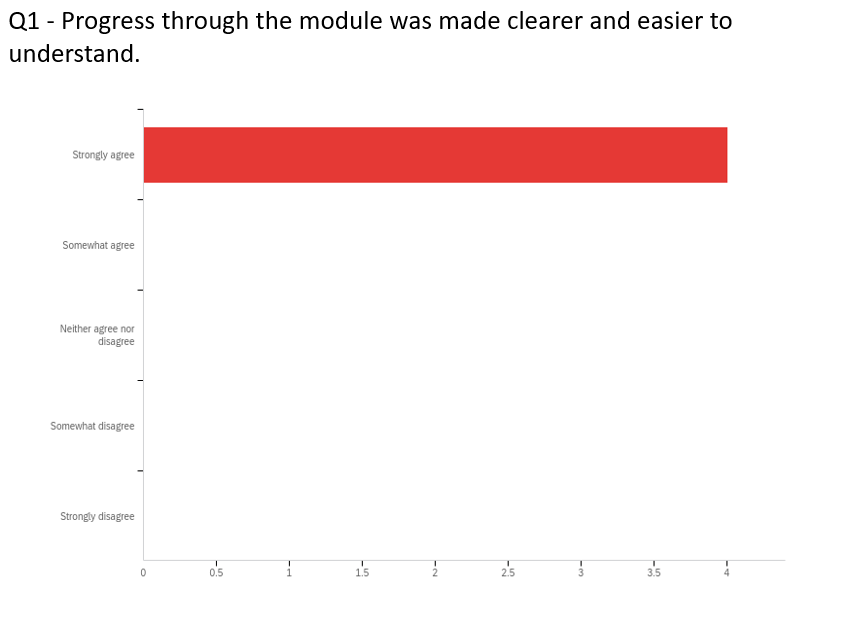 Q1 - Progress through the module was made clearer and easier to
understand.
Strongly agree
Somewhat agree
Neither agree nor
disagree
Somewhat disagree
Strongly disagree
0 0.5 1 1.5 2 2.5 3 3.5 4